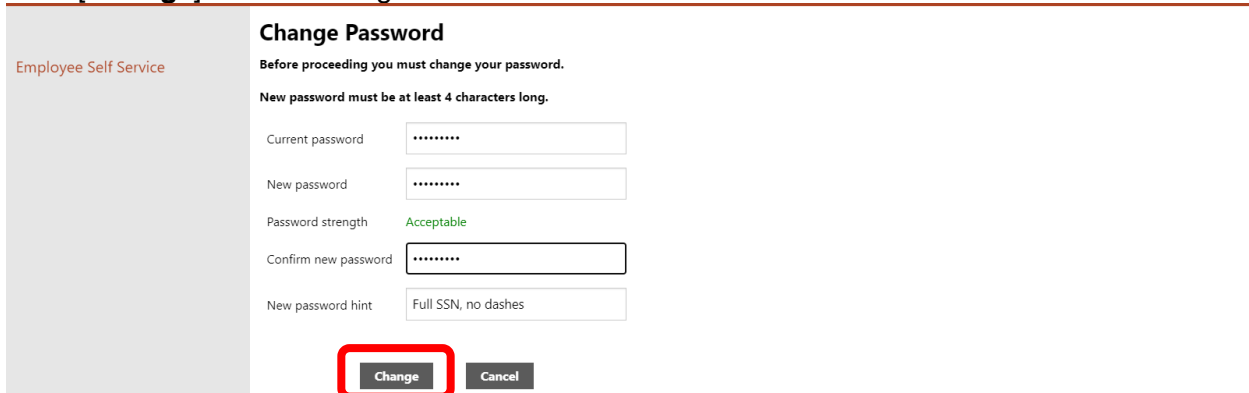 Change Password
Employee Self Service
Before proceeding you must change your password.
New password must be at least 4 characters long.
Current password •••••••••
New password •••••••••
Password strength Acceptable
Confirm new password •••••••••
New password hint Full SSN, no dashes
Change Cancel